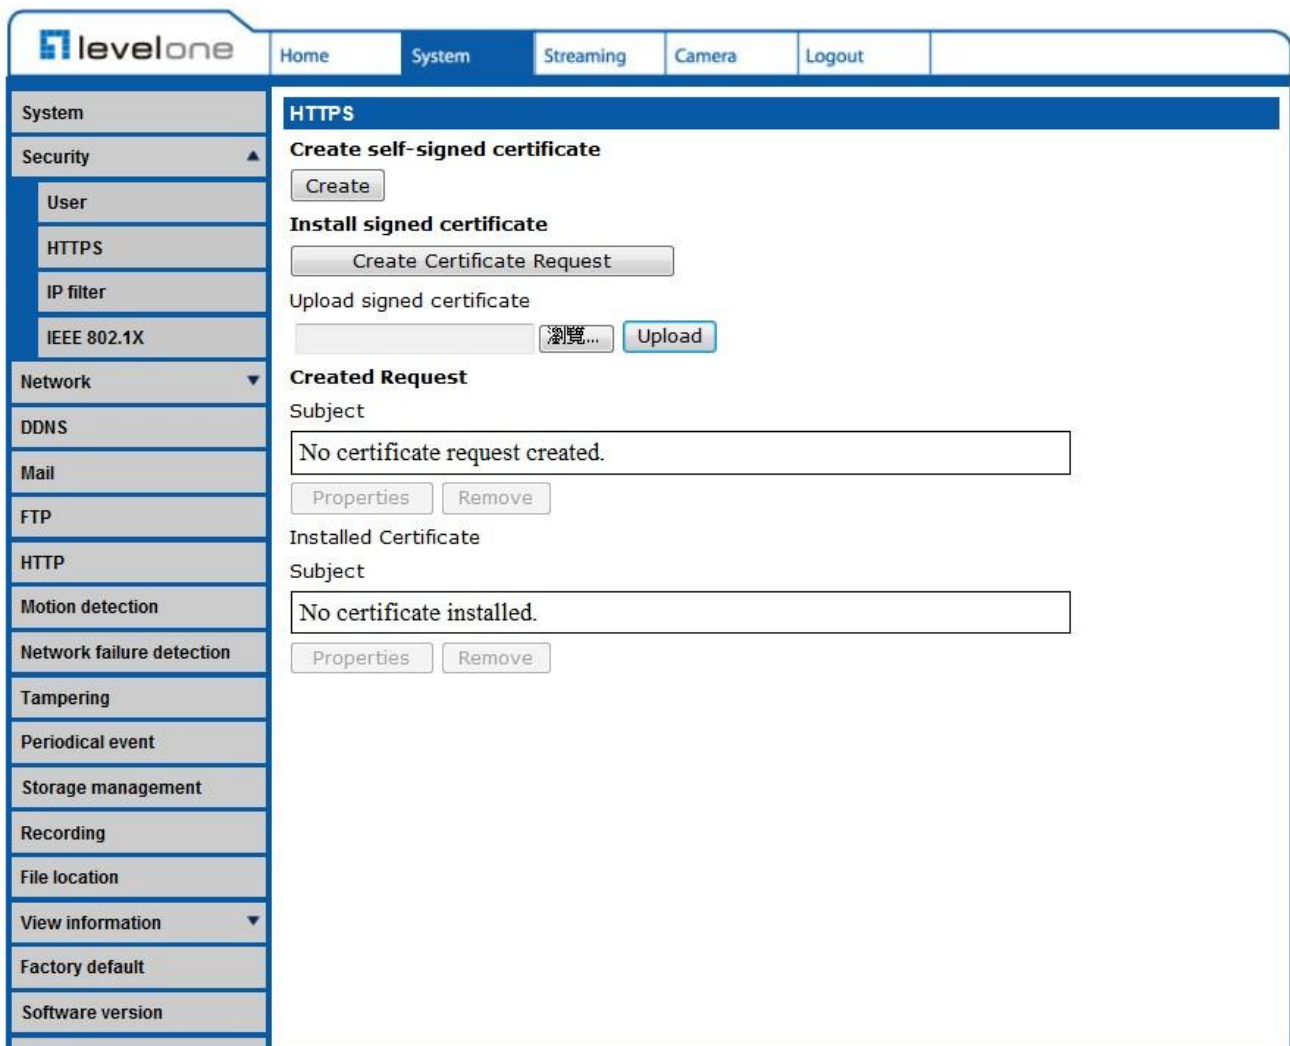 levelone
Home System Streaming Camera Logout
System
Security
User
HTTPS
IP filter
IEEE 802.1X
Network
DDNS
Mail
FTP
HTTP
Motion detection
Network failure detection
Tampering
Periodical event
Storage management
Recording
File location
View information
Factory default
Software version
HTTPS
Create self-signed certificate
Create
Install signed certificate
Create Certificate Request
Upload signed certificate
瀏覽... Upload
Created Request
Subject
No certificate request created.
Properties Remove
Installed Certificate
Subject
No certificate installed.
Properties Remove